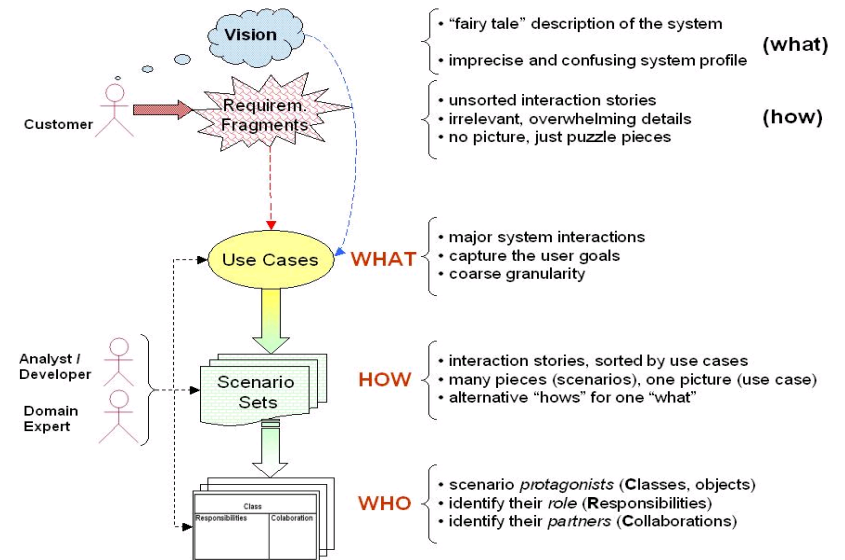 Vision
• “fairy tale” description of the system
• imprecise and confusing system profile
(what)
Customer
Requirem.
Fragments
• unsorted interaction stories
• irrelevant, overwhelming details
• no picture, just puzzle pieces
(how)
Use Cases
WHAT
• major system interactions
• capture the user goals
• coarse granularity
Analyst /
Developer
Domain
Expert
Scenario
Sets
HOW
• interaction stories, sorted by use cases
• many pieces (scenarios), one picture (use case)
• alternative “hows” for one “what”
Class
Responsibilities
Colaboration
WHO
• scenario protagonists (Classes, objects)
• identify their role (Responsibilities)
• identify their partners (Collaborations)